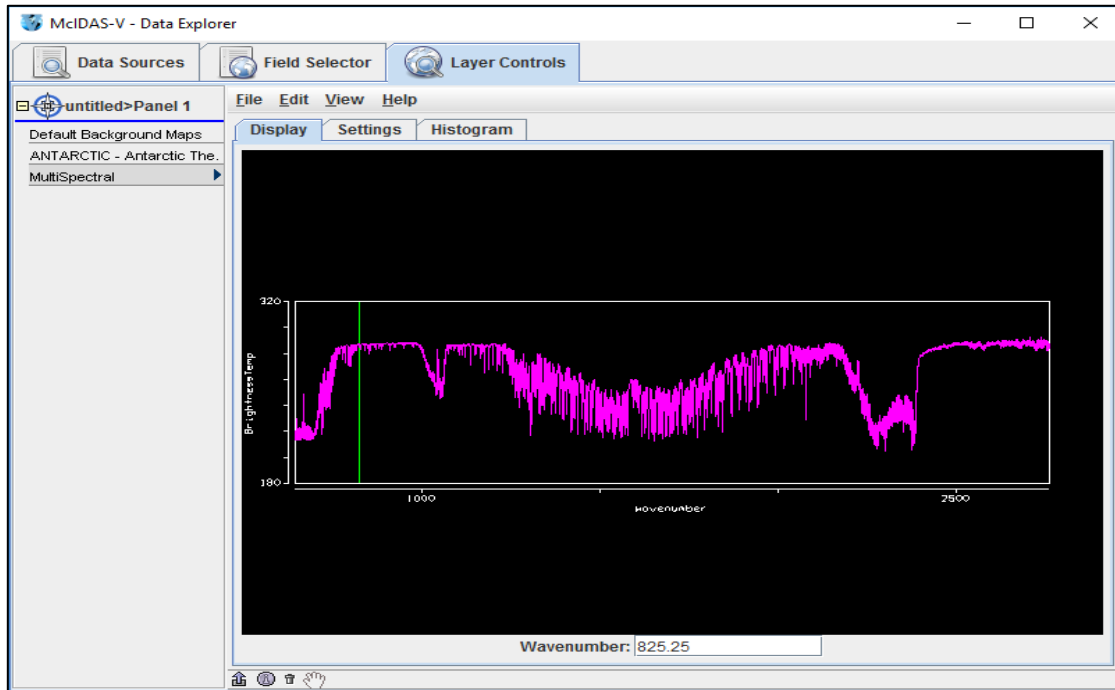 McIDAS-V - Data Explorer
Data Sources Field Selector Layer Controls
untitled>Panel 1
Default Background Maps
ANTARCTIC - Antarctic The.
MultiSpectral
File Edit View Help
Display Settings Histogram
320
BrightnessTemp
180
1000
2500
wavenumber
Wavenumber: 825.25